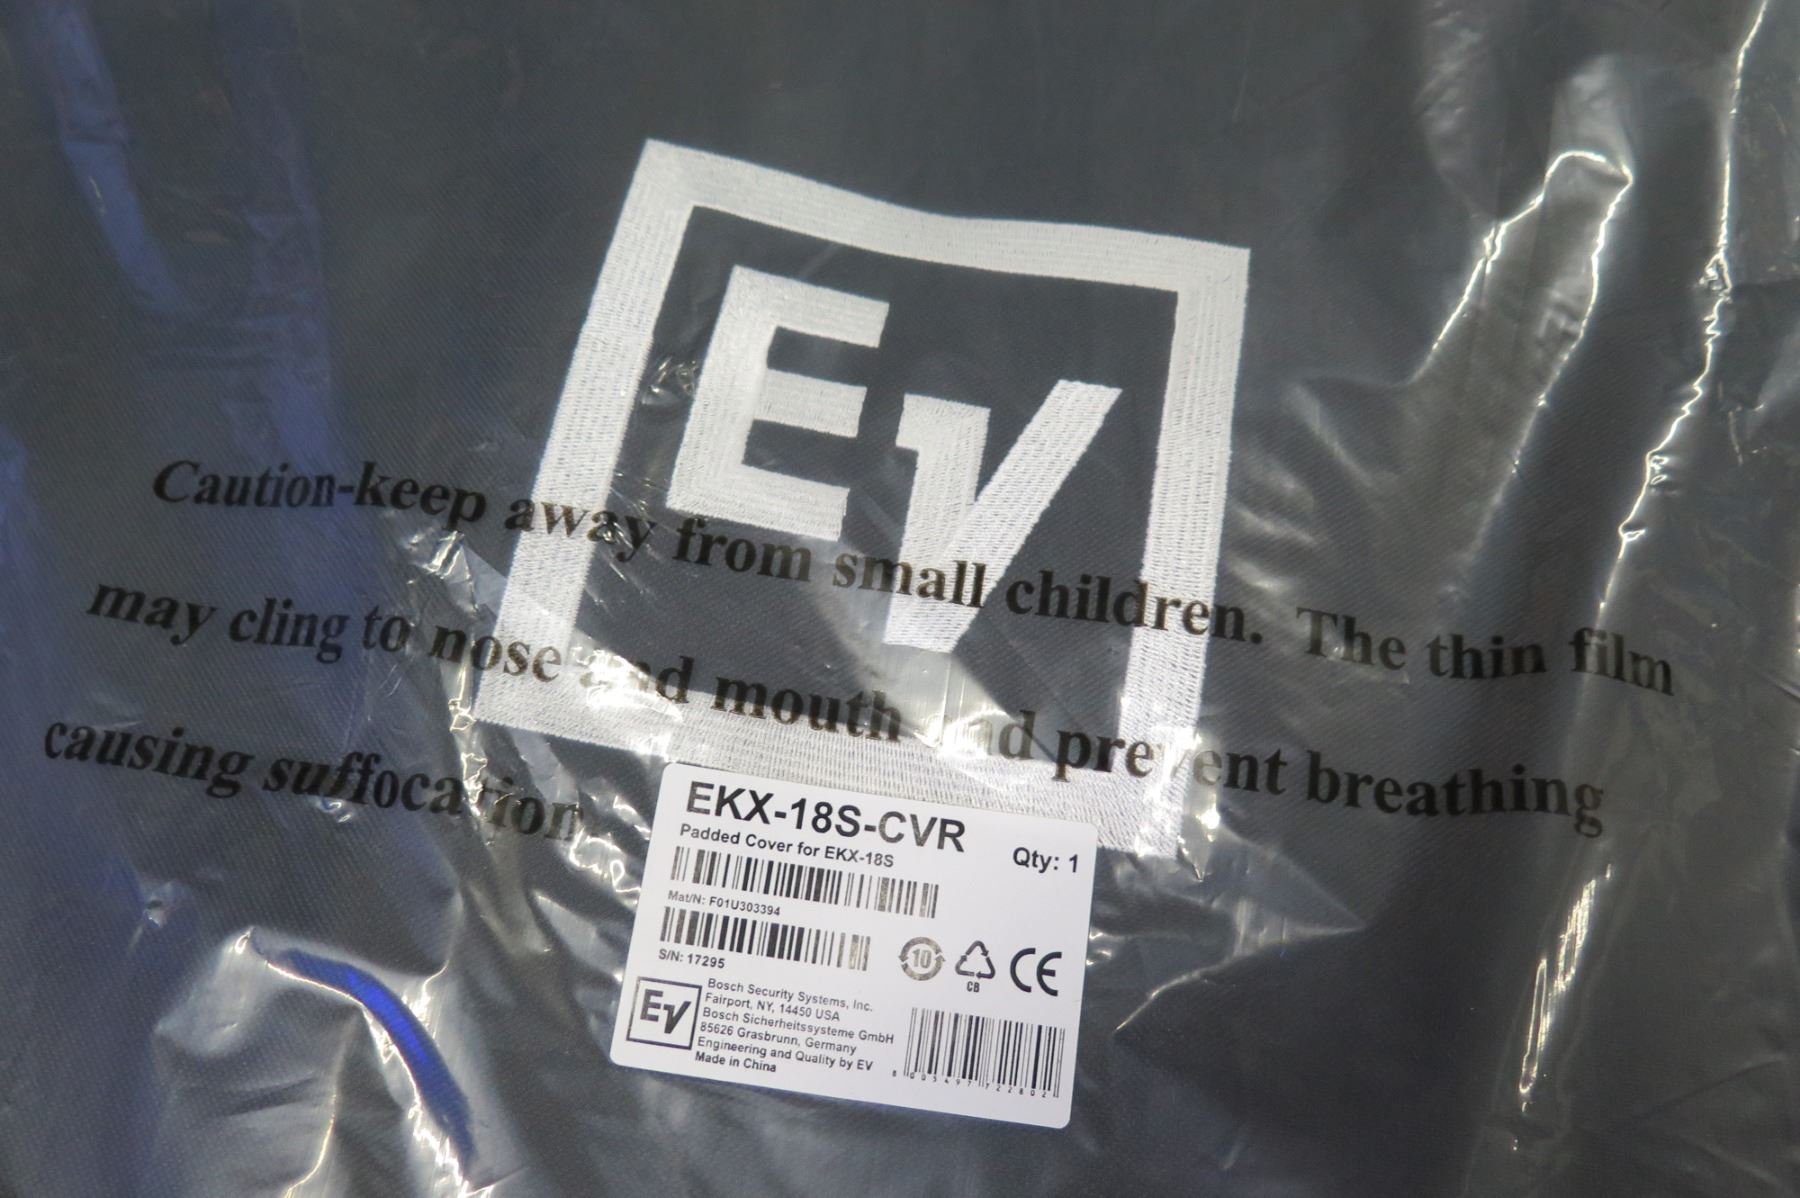 EV
Caution-keep away from small children. The thin film
may cling to nose and mouth and prevent breathing
causing suffocation
EKX-18S-CVR
Qty: 1
Padded Cover for EKX-18S
Mat/N: F01U303394
S/N: 17295
10
CB
CE
EV
Bosch Security Systems, Inc.
Fairport, NY, 14450 USA
Bosch Sicherheitssysteme GmbH
85626 Grasbrunn, Germany
Engineering and Quality by EV
Made in China